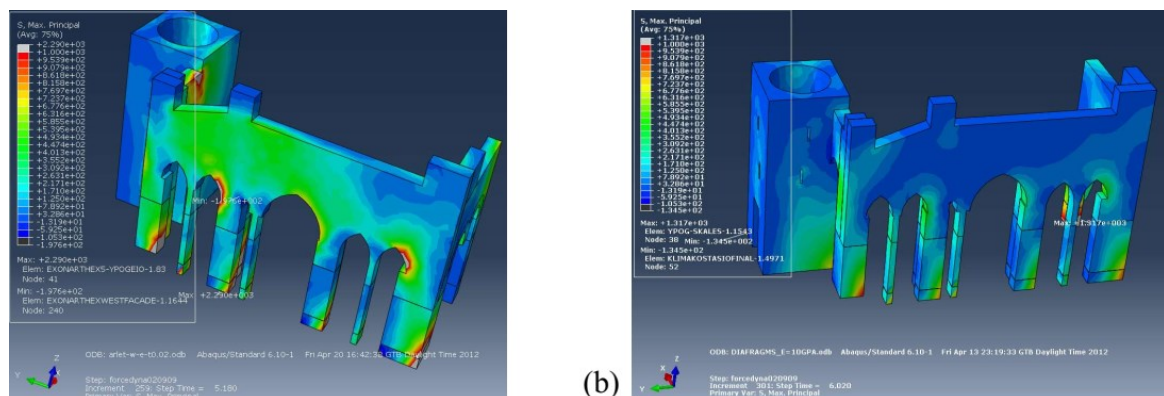 S, Max. Principal
(Avg: 75%)
+2.290e+03
+1.000e+03
+9.539e+02
+9.079e+02
+8.618e+02
+8.158e+02
+7.697e+02
+7.237e+02
+6.776e+02
+6.316e+02
+5.855e+02
+5.395e+02
+4.934e+02
+4.474e+02
+4.013e+02
+3.552e+02
+3.092e+02
+2.631e+02
+2.171e+02
+1.710e+02
+1.250e+02
+7.892e+01
+3.286e+01
-1.319e+01
-5.925e+01
-1.053e+02
-1.976e+02
Max: +2.290e+03
Elem: EXONARTHEXS-YPOGEIO-1.83
Node: 41
Min: -1.976e+02
Elem: EXONARTHEXWESTFACADE-1.1644
Node: 240
Min: -1.976e+002
Max: +2.290e+003
ODB: arlet-w-e-t0.02.odb Abaqus/Standard 6.10-1 Fri Apr 20 16:42:32 GTB Daylight Time 2012
Step: forcedyna020909
Increment 259: Step Time = 5.180
Primary Var: S, Max. Principal
Z
Y
X
(b)
S, Max. Principal
(Avg: 75%)
+1.317e+03
+1.000e+03
+9.539e+02
+9.079e+02
+8.618e+02
+8.158e+02
+7.697e+02
+7.237e+02
+6.776e+02
+6.316e+02
+5.855e+02
+5.395e+02
+4.934e+02
+4.474e+02
+4.013e+02
+3.552e+02
+3.092e+02
+2.631e+02
+2.171e+02
+1.710e+02
+1.250e+02
+7.892e+01
+3.286e+01
-1.319e+01
-5.925e+01
-1.053e+02
-1.345e+02
Max: +1.317e+03
Elem: YPOG-SKALES-1.1543
Node: 38
Min: -1.345e+002
Min: -1.345e+02
Elem: KLIMAKOSTASIOFINAL-1.4971
Node: 52
Max: +1.317e+003
ODB: DIAFRAGMS_E=10GPA.odb Abaqus/Standard 6.10-1 Fri Apr 13 23:19:33 GTB Daylight Time 2012
Step: forcedyna020909
Increment 301: Step Time = 6.020
Primary Var: S, Max. Principal
Z
X
Y